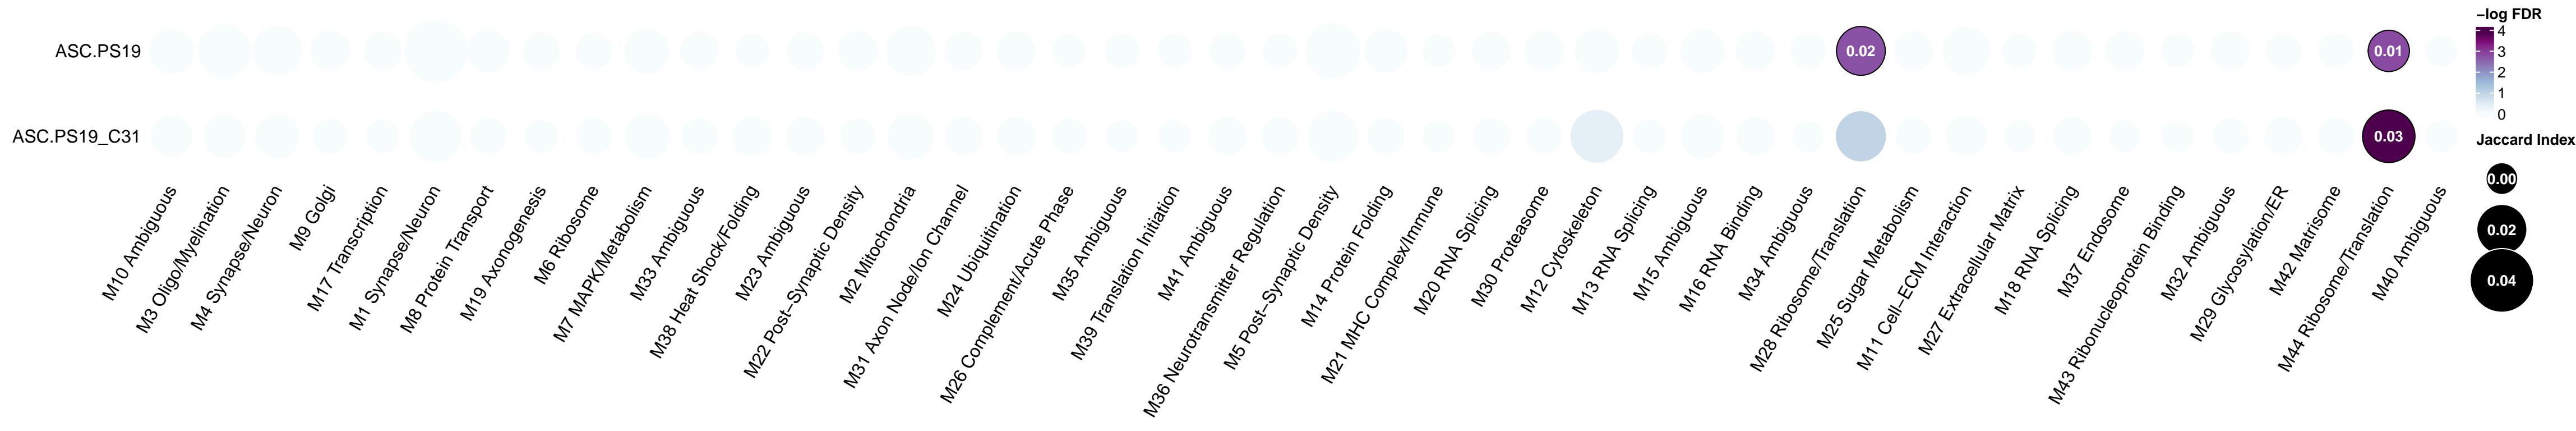 ASC.PS19
0.02
0.01
ASC.PS19_C31
0.03
M10 Ambiguous
M3 Oligo/Myelination
M4 Synapse/Neuron
M9 Golgi
M17 Transcription
M1 Synapse/Neuron
M8 Protein Transport
M19 Axonogenesis
M6 Ribosome
M7 MAPK/Metabolism
M33 Ambiguous
M38 Heat Shock/Folding
M23 Ambiguous
M22 Post−Synaptic Density
M2 Mitochondria
M31 Axon Node/Ion Channel
M24 Ubiquitination
M26 Complement/Acute Phase
M35 Ambiguous
M39 Translation Initiation
M41 Ambiguous
M36 Neurotransmitter Regulation
M5 Post−Synaptic Density
M14 Protein Folding
M21 MHC Complex/Immune
M20 RNA Splicing
M30 Proteasome
M12 Cytoskeleton
M13 RNA Splicing
M15 Ambiguous
M16 RNA Binding
M34 Ambiguous
M28 Ribosome/Translation
M25 Sugar Metabolism
M11 Cell−ECM Interaction
M27 Extracellular Matrix
M18 RNA Splicing
M37 Endosome
M43 Ribonucleoprotein Binding
M32 Ambiguous
M29 Glycosylation/ER
M42 Matrisome
M44 Ribosome/Translation
M40 Ambiguous
−log FDR
4
3
2
1
0
Jaccard Index
0.00
0.02
0.04